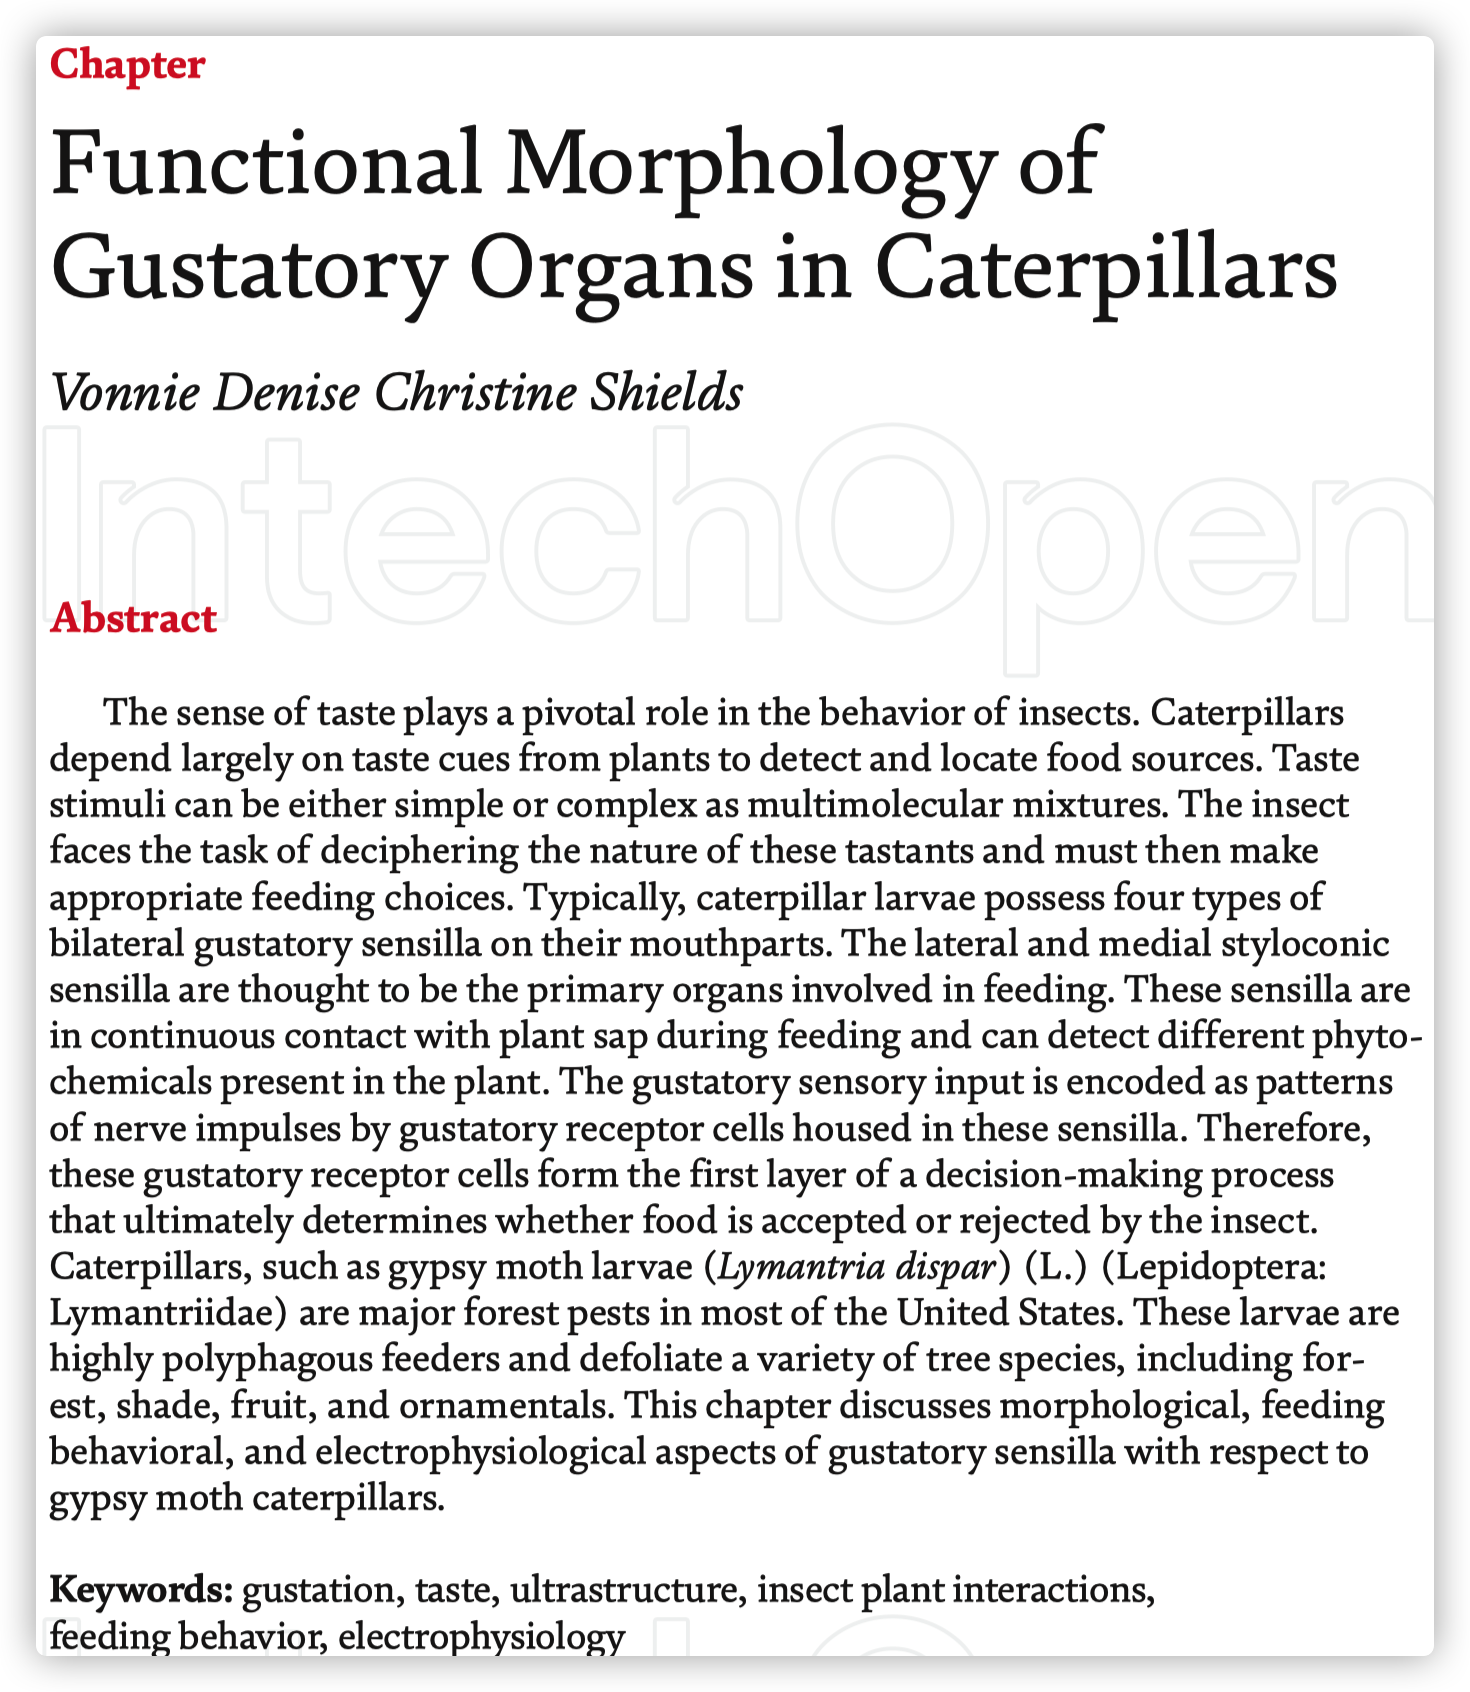 Chapter
Functional Morphology of
Gustatory Organs in Caterpillars
Vonnie Denise Christine Shields
IntechOpen
Abstract
The sense of taste plays a pivotal role in the behavior of insects. Caterpillars
depend largely on taste cues from plants to detect and locate food sources. Taste
stimuli can be either simple or complex as multimolecular mixtures. The insect
faces the task of deciphering the nature of these tastants and must then make
appropriate feeding choices. Typically, caterpillar larvae possess four types of
bilateral gustatory sensilla on their mouthparts. The lateral and medial styloconic
sensilla are thought to be the primary organs involved in feeding. These sensilla are
in continuous contact with plant sap during feeding and can detect different phyto-
chemicals present in the plant. The gustatory sensory input is encoded as patterns
of nerve impulses by gustatory receptor cells housed in these sensilla. Therefore,
these gustatory receptor cells form the first layer of a decision-making process
that ultimately determines whether food is accepted or rejected by the insect.
Caterpillars, such as gypsy moth larvae (Lymantria dispar) (L.) (Lepidoptera:
Lymantriidae) are major forest pests in most of the United States. These larvae are
highly polyphagous feeders and defoliate a variety of tree species, including for-
est, shade, fruit, and ornamentals. This chapter discusses morphological, feeding
behavioral, and electrophysiological aspects of gustatory sensilla with respect to
gypsy moth caterpillars.
Keywords: gustation, taste, ultrastructure, insect plant interactions,
feeding behavior, electrophysiology